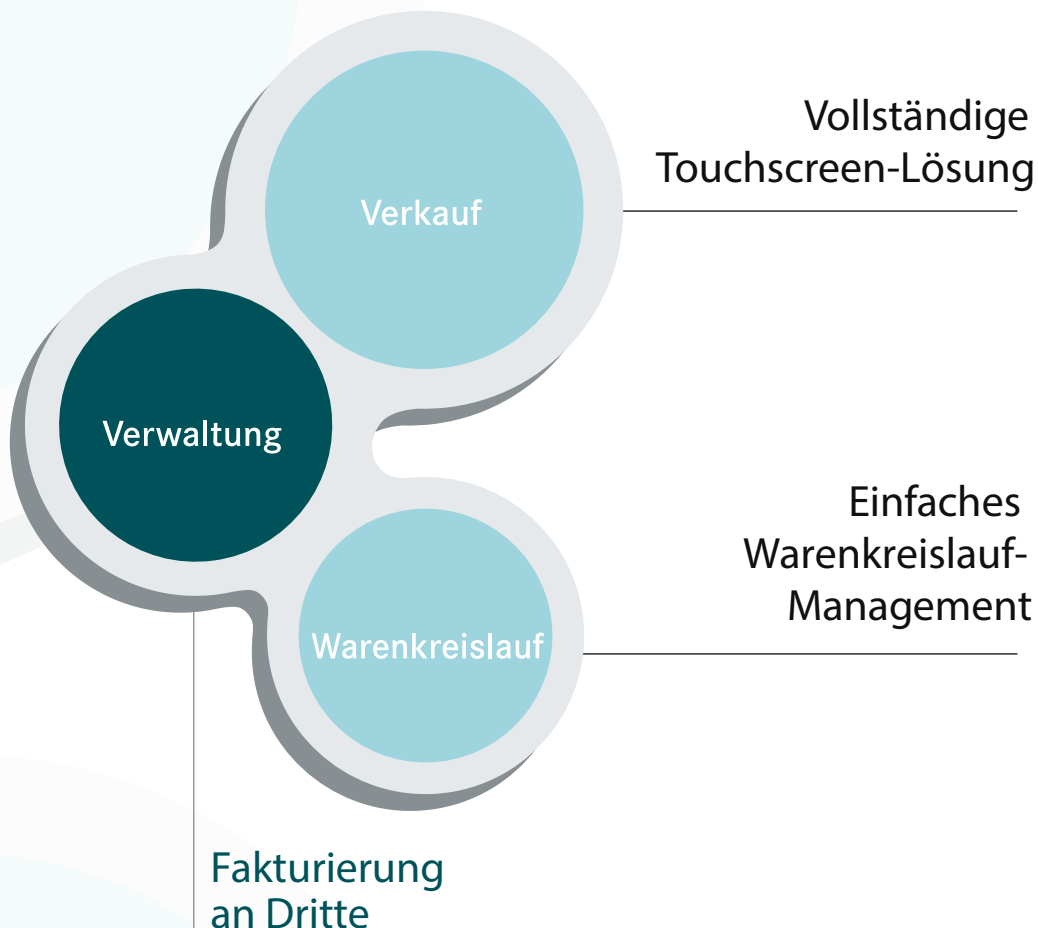 Vollständige
Touchscreen-Lösung
Verkauf
Verwaltung
Einfaches
Warenkreislauf-
Management
Warenkreislauf
Fakturierung
an Dritte